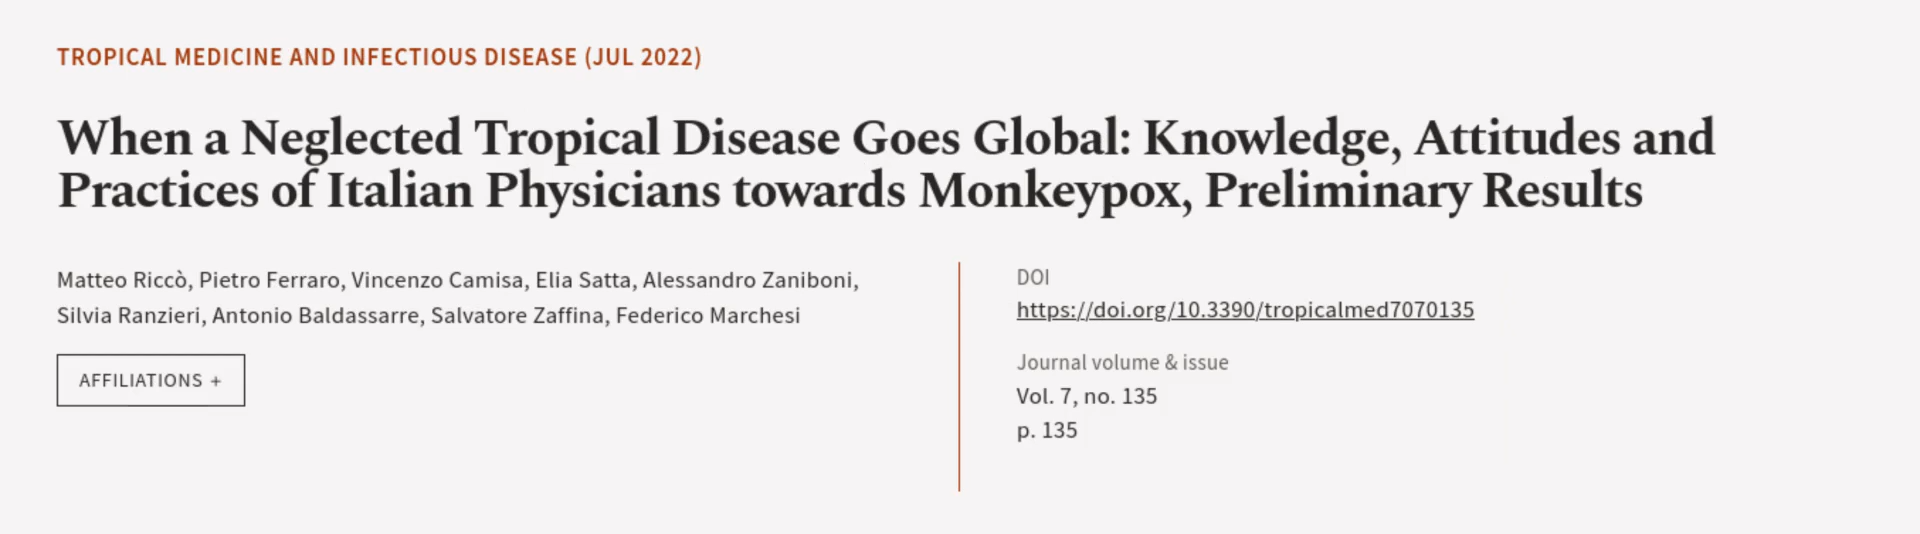 TROPICAL MEDICINE AND INFECTIOUS DISEASE (JUL 2022)
When a Neglected Tropical Disease Goes Global: Knowledge, Attitudes and
Practices of Italian Physicians towards Monkeypox, Preliminary Results
Matteo Riccò, Pietro Ferraro, Vincenzo Camisa, Elia Satta, Alessandro Zaniboni,
Silvia Ranzieri, Antonio Baldassarre, Salvatore Zaffina, Federico Marchesi
AFFILIATIONS +
DOI
https://doi.org/10.3390/tropicalmed7070135
Journal volume & issue
Vol. 7, no. 135
p. 135